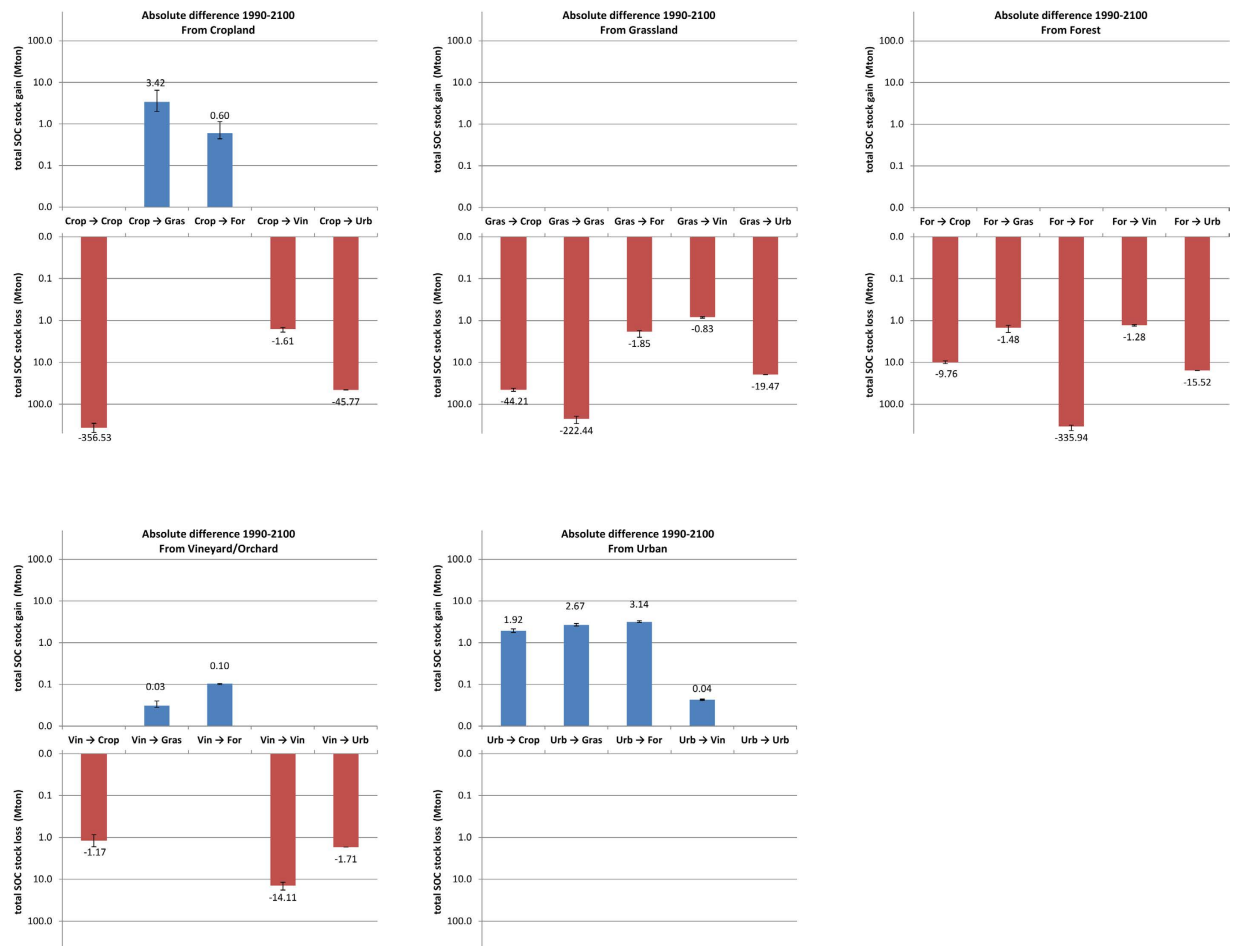 Absolute difference 1990-2100
From Cropland
total SOC stock gain (Mton)
100.0
10.0
1.0
0.1
0.0
3.42
0.60
Crop → Crop Crop → Gras Crop → For Crop → Vin Crop → Urb
total SOC stock loss (Mton)
0.0
0.1
1.0
10.0
100.0
-356.53
-1.61
-45.77
Absolute difference 1990-2100
From Grassland
total SOC stock gain (Mton)
100.0
10.0
1.0
0.1
0.0
Gras → Crop Gras → Gras Gras → For Gras → Vin Gras → Urb
total SOC stock loss (Mton)
0.0
0.1
1.0
10.0
100.0
-44.21
-222.44
-1.85
-0.83
-19.47
Absolute difference 1990-2100
From Forest
total SOC stock gain (Mton)
100.0
10.0
1.0
0.1
0.0
For → Crop For → Gras For → For For → Vin For → Urb
total SOC stock loss (Mton)
0.0
0.1
1.0
10.0
100.0
-9.76
-1.48
-335.94
-1.28
-15.52
Absolute difference 1990-2100
From Vineyard/Orchard
total SOC stock gain (Mton)
100.0
10.0
1.0
0.1
0.0
0.03
0.10
Vin → Crop Vin → Gras Vin → For Vin → Vin Vin → Urb
total SOC stock loss (Mton)
0.0
0.1
1.0
10.0
100.0
-1.17
-14.11
-1.71
Absolute difference 1990-2100
From Urban
total SOC stock gain (Mton)
100.0
10.0
1.0
0.1
0.0
1.92
2.67
3.14
0.04
Urb → Crop Urb → Gras Urb → For Urb → Vin Urb → Urb
total SOC stock loss (Mton)
0.0
0.1
1.0
10.0
100.0